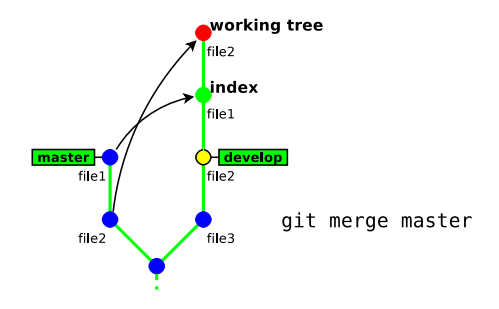 working tree
file2
index
file1
master
develop
file1
file2
file2
file3
git merge master